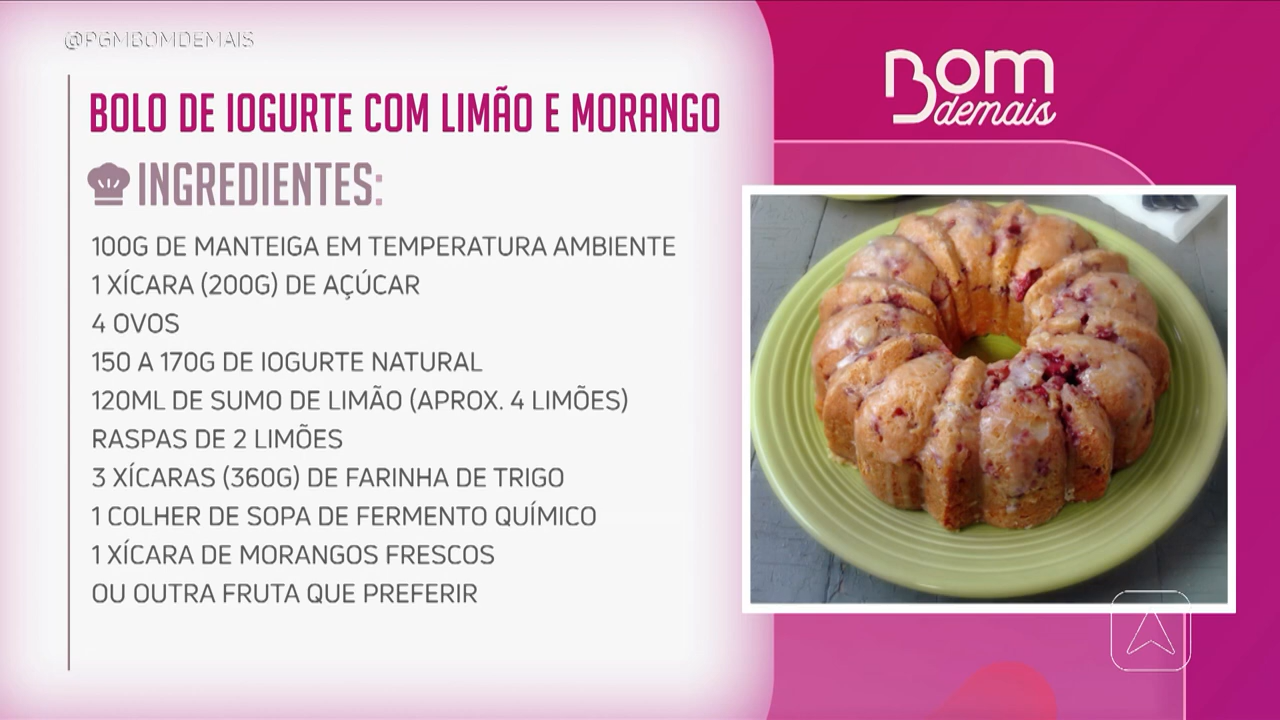 @PGMBOMDEMAIS
BOLO DE IOGURTE COM LIMÃO E MORANGO
INGREDIENTES:
100G DE MANTEIGA EM TEMPERATURA AMBIENTE
1 XÍCARA (200G) DE AÇÚCAR
4 OVOS
150 A 170G DE IOGURTE NATURAL
120ML DE SUMO DE LIMÃO (APROX. 4 LIMÕES)
RASPAS DE 2 LIMÕES
3 XÍCARAS (360G) DE FARINHA DE TRIGO
1 COLHER DE SOPA DE FERMENTO QUÍMICO
1 XÍCARA DE MORANGOS FRESCOS
OU OUTRA FRUTA QUE PREFERIR
Bom
demais